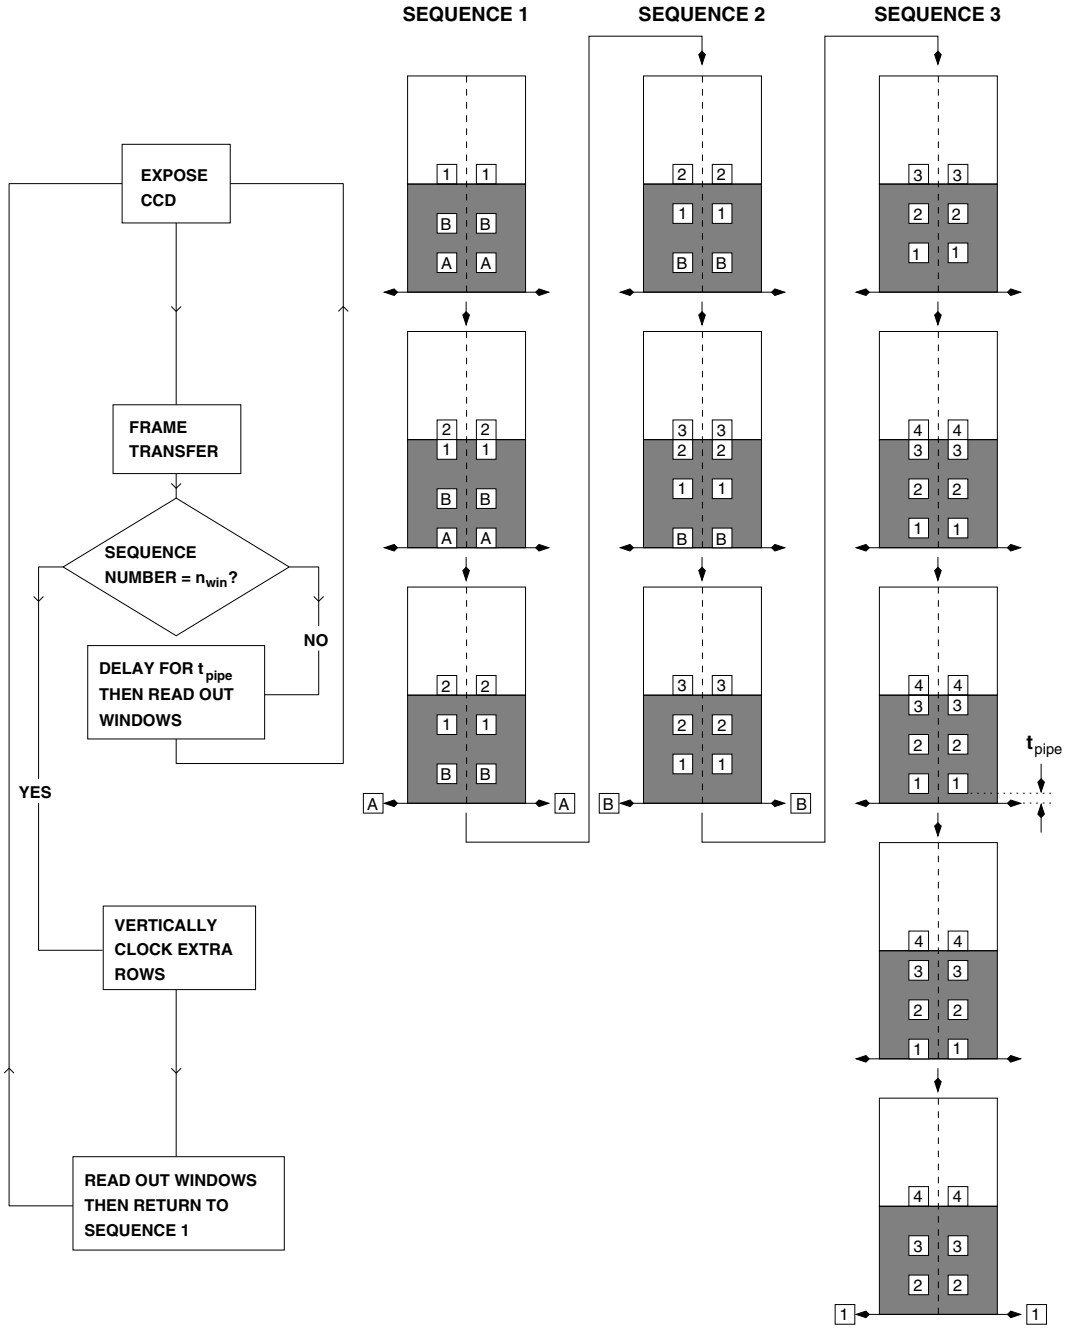 SEQUENCE 1 SEQUENCE 2 SEQUENCE 3
EXPOSE
CCD
FRAME
TRANSFER
SEQUENCE
NUMBER = nwin?
NO
DELAY FOR tpipe
THEN READ OUT
WINDOWS
YES
VERTICALLY
CLOCK EXTRA
ROWS
READ OUT WINDOWS
THEN RETURN TO
SEQUENCE 1
1 1
B B
A A
2 2
1 1
B B
A A
2 2
1 1
B B
A A
2 2
1 1
B B
3 3
2 2
1 1
B B
3 3
2 2
1 1
B B
3 3
2 2
1 1
4 4
3 3
2 2
1 1
4 4
3 3
2 2
1 1
tpipe
4 4
3 3
2 2
1 1
4 4
3 3
2 2
1 1